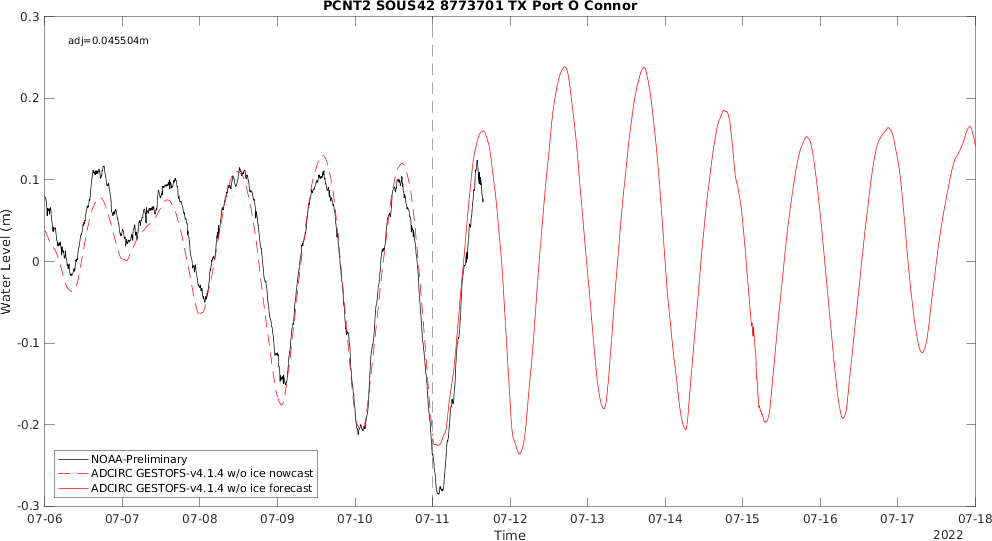 PCNT2 SOUS42 8773701 TX Port O Connor
adj=0.045504m
0.3
0.2
0.1
0
-0.1
-0.2
-0.3
Water Level (m)
NOAA-Preliminary
ADCIRC GESTOFS-v4.1.4 w/o ice nowcast
ADCIRC GESTOFS-v4.1.4 w/o ice forecast
07-06 07-07 07-08 07-09 07-10 07-11 07-12 07-13 07-14 07-15 07-16 07-17 07-18
Time
2022